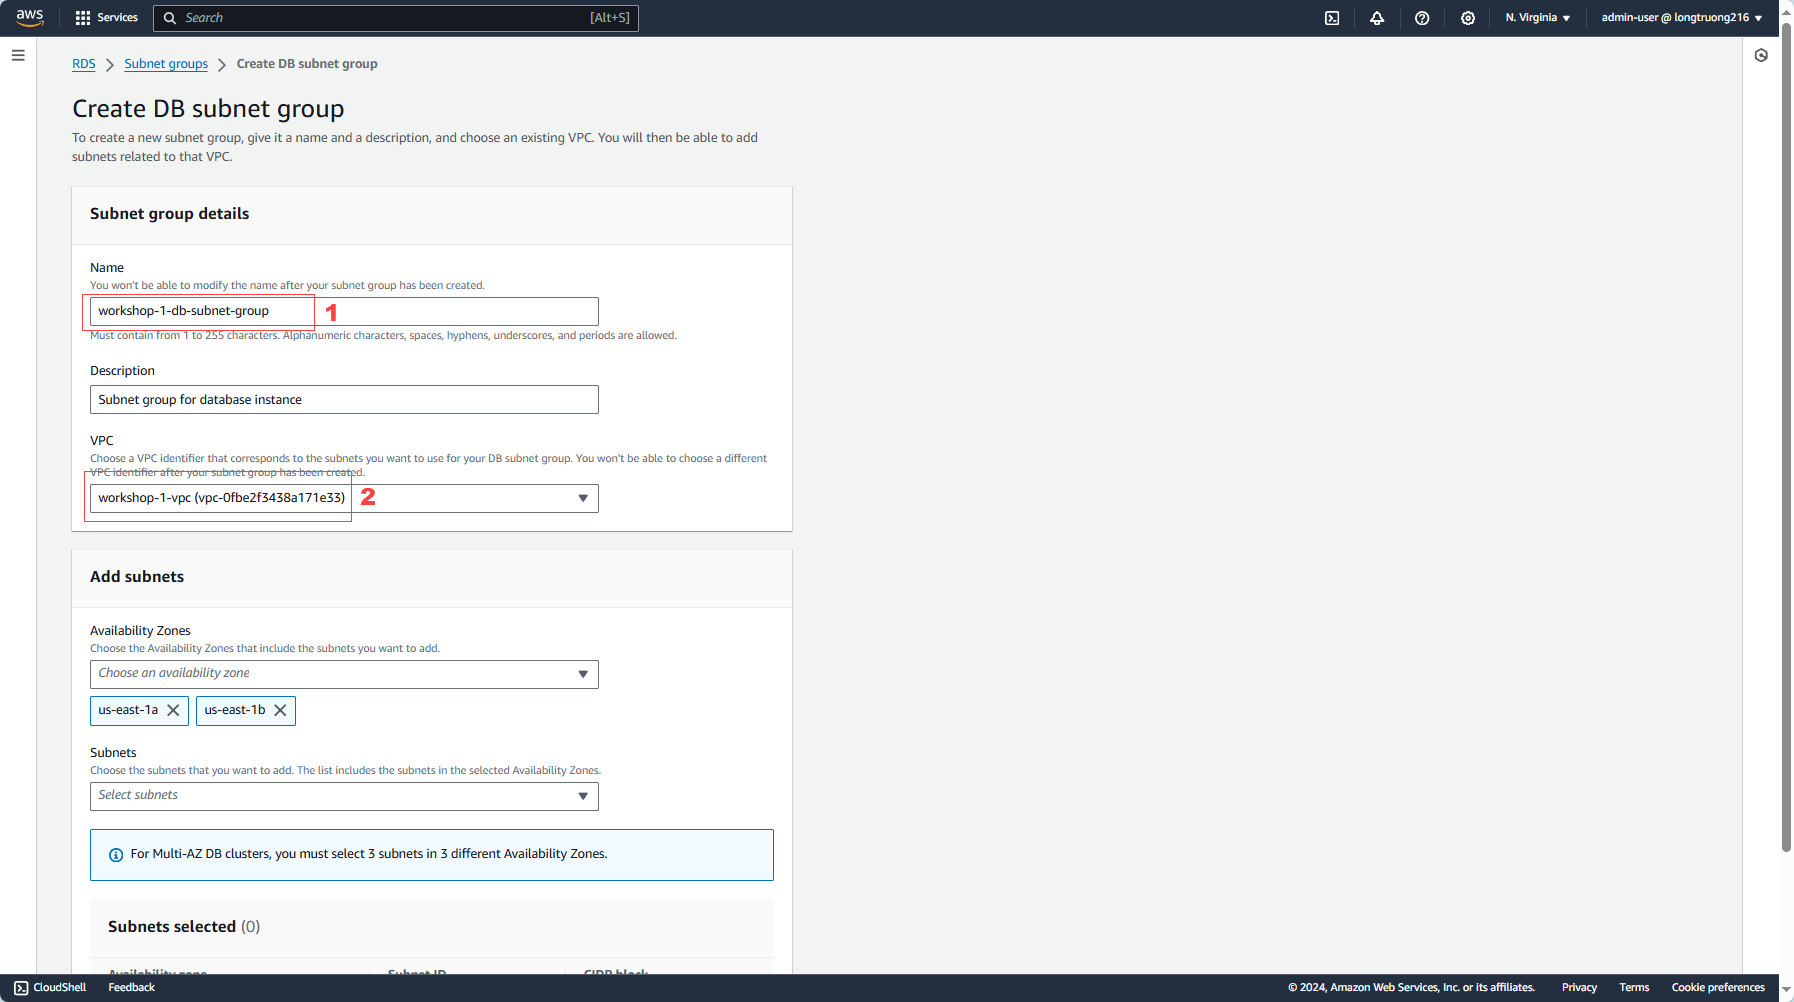 aws Services Search [Alt+S] N. Virginia admin-user @ longtruong216
RDS Subnet groups Create DB subnet group
Create DB subnet group
To create a new subnet group, give it a name and a description, and choose an existing VPC. You will then be able to add
subnets related to that VPC.
Subnet group details
Name
You won't be able to modify the name after your subnet group has been created.
workshop-1-db-subnet-group 1
Must contain from 1 to 255 characters. Alphanumeric characters, spaces, hyphens, underscores, and periods are allowed.
Description
Subnet group for database instance
VPC
Choose a VPC identifier that corresponds to the subnets you want to use for your DB subnet group. You won't be able to choose a different
VPC identifier after your subnet group has been created.
workshop-1-vpc (vpc-0fbe2f3438a171e33) 2
Add subnets
Availability Zones
Choose the Availability Zones that include the subnets you want to add.
Choose an availability zone
us-east-1a us-east-1b
Subnets
Choose the subnets that you want to add. The list includes the subnets in the selected Availability Zones.
Select subnets
For Multi-AZ DB clusters, you must select 3 subnets in 3 different Availability Zones.
Subnets selected (0)
Availability zone Subnet ID CIDR block
CloudShell Feedback © 2024, Amazon Web Services, Inc. or its affiliates. Privacy Terms Cookie preferences